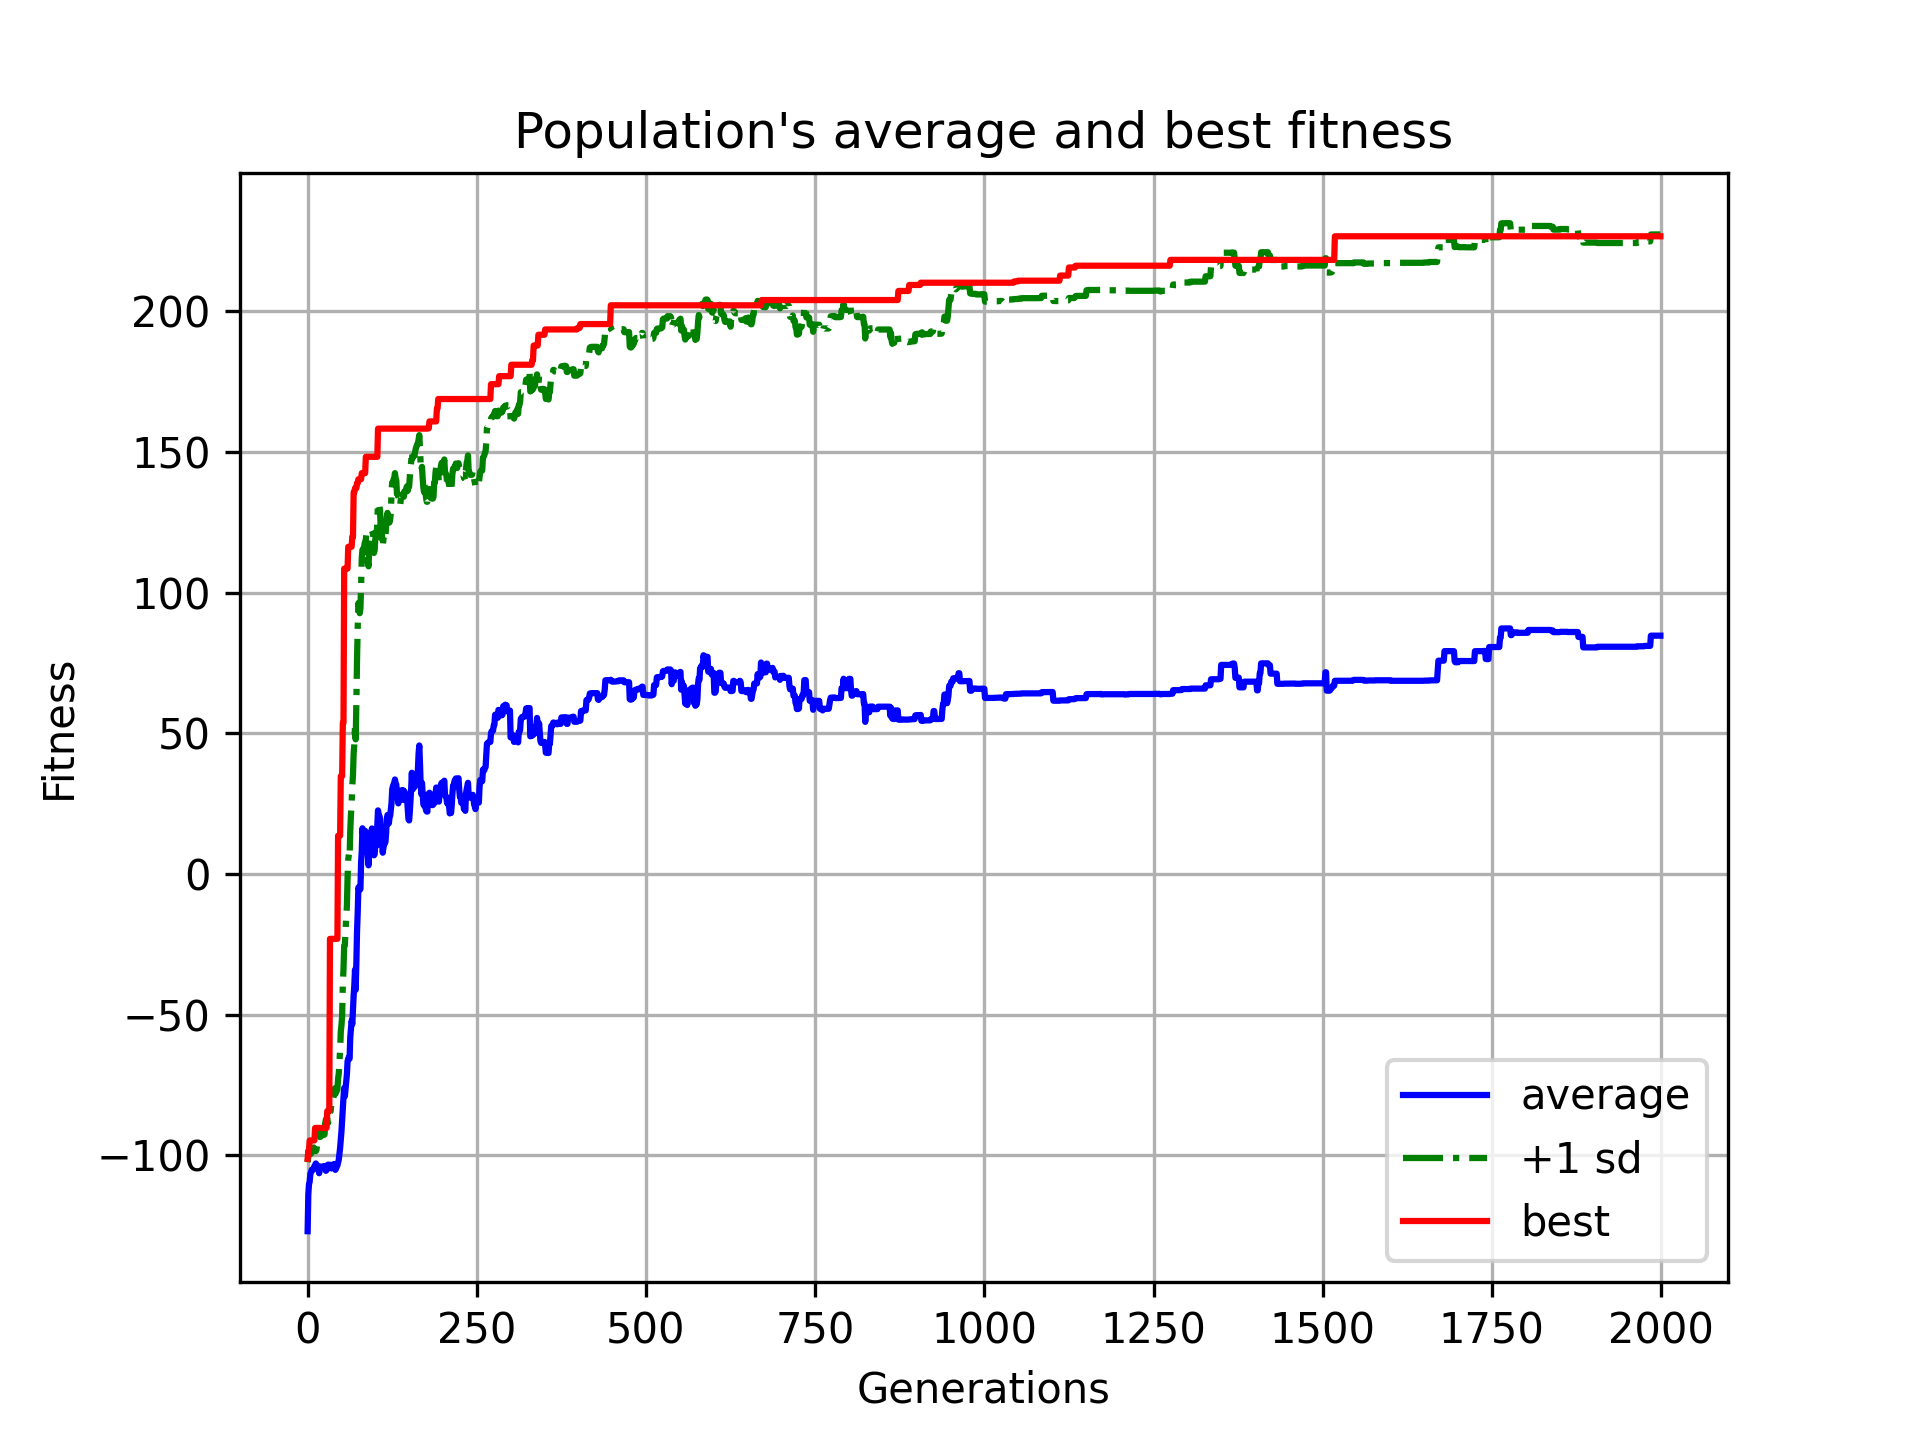 Population's average and best fitness
Fitness
200
150
100
50
0
−50
−100
0 250 500 750 1000 1250 1500 1750 2000
Generations
average
+1 sd
best